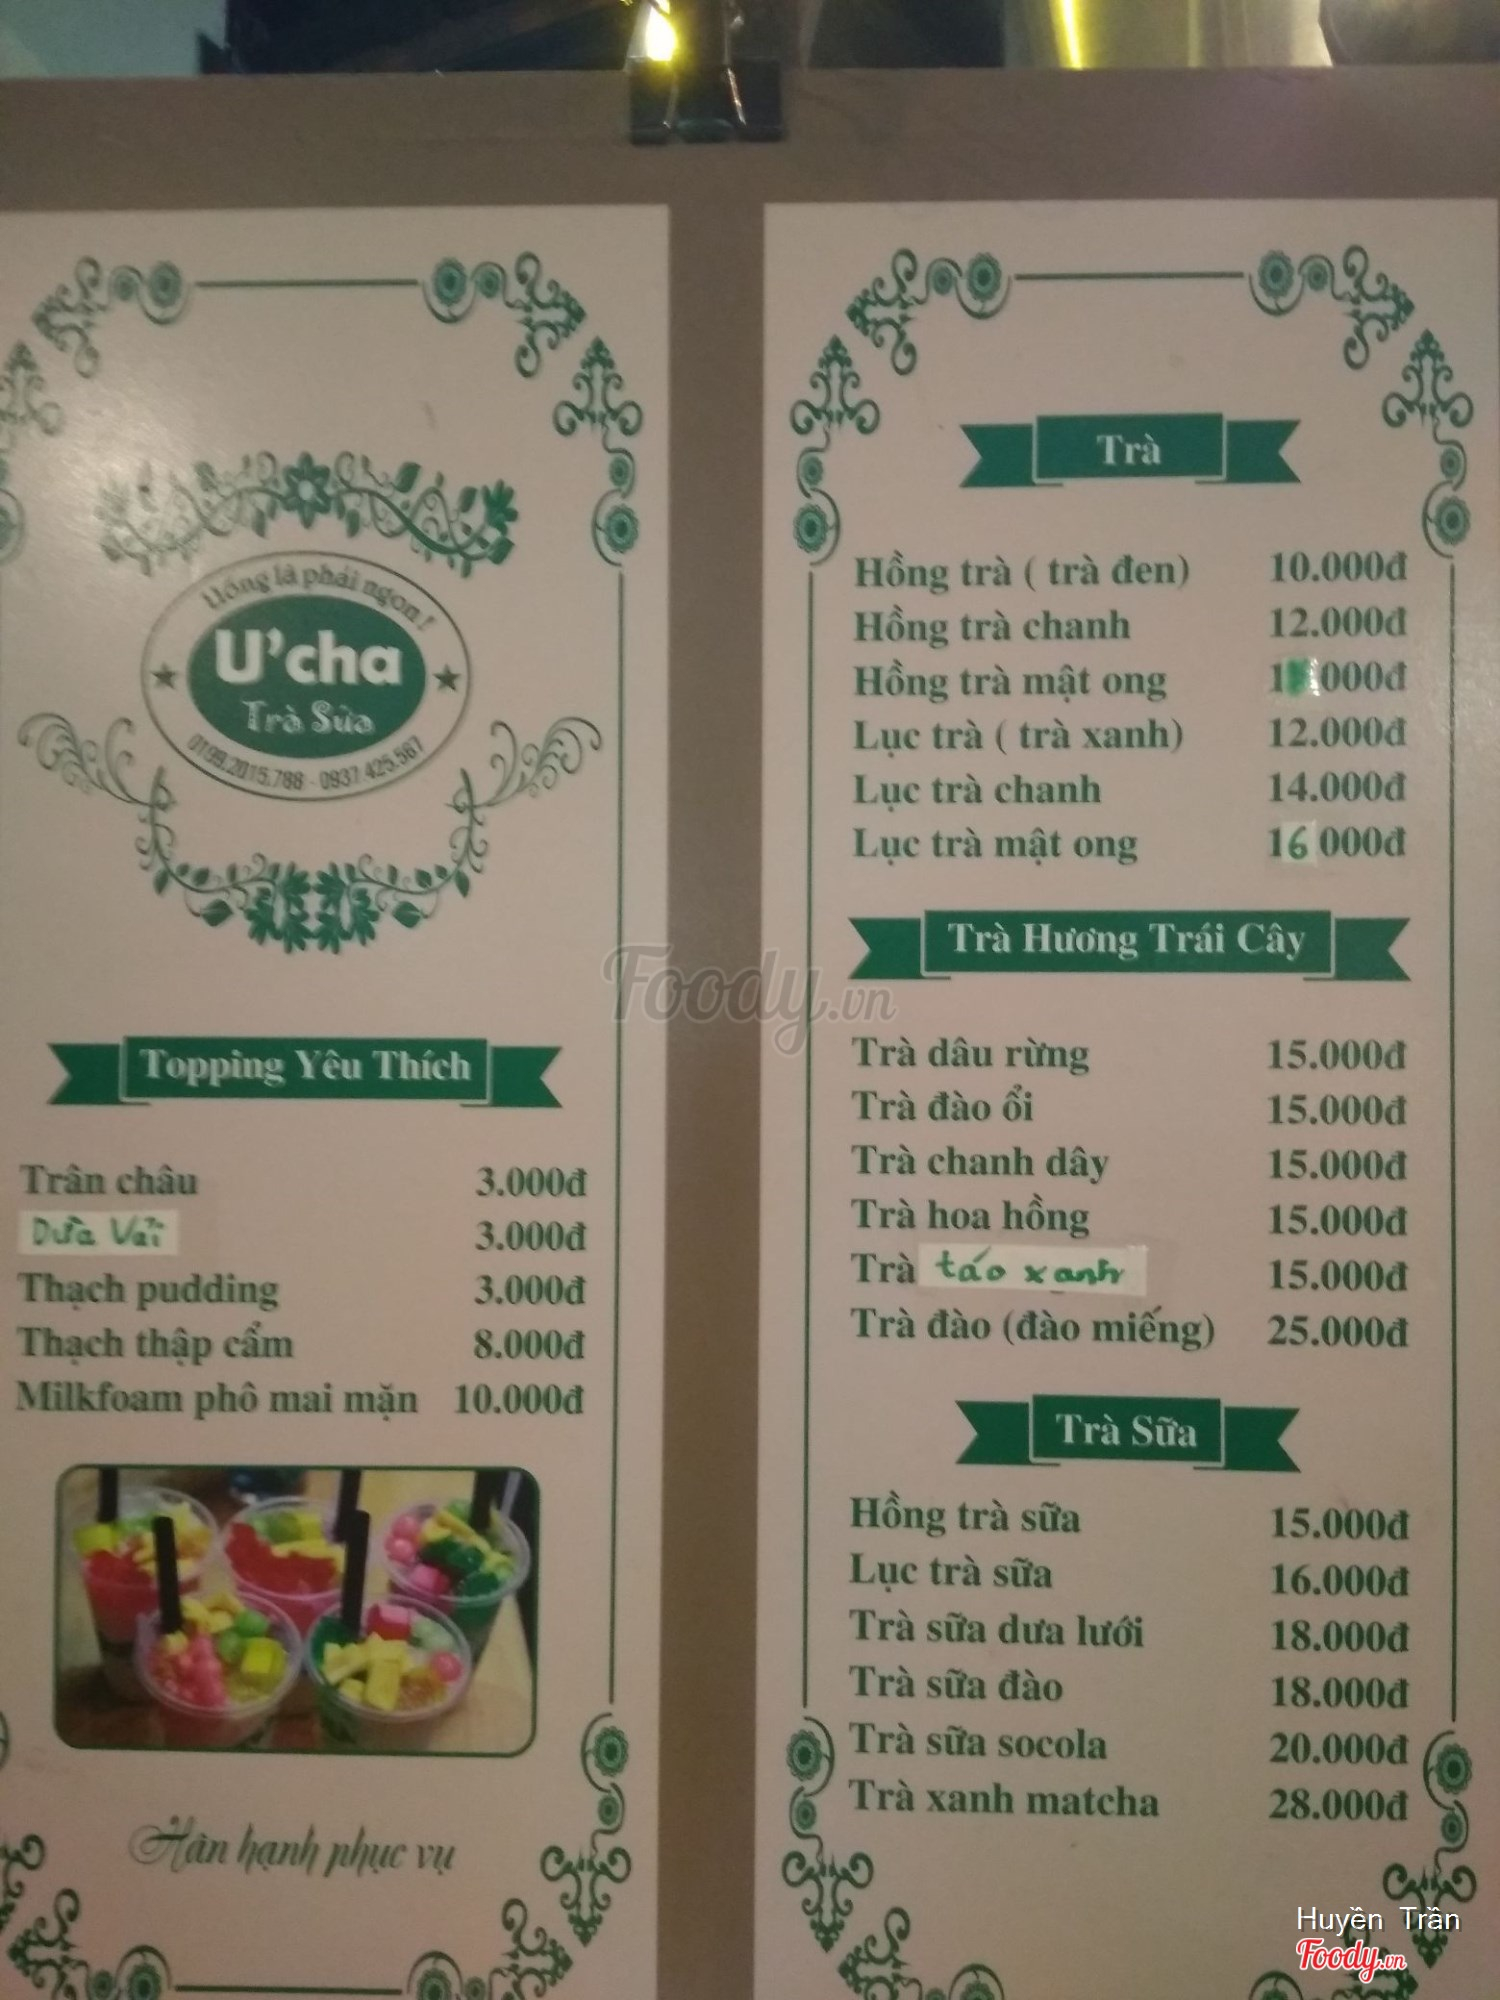 Uống là phải ngon!
U'cha
Trà Sữa
0199.2015.788 - 0937.425.567
Topping Yêu Thích
Trân châu 3.000đ
Dừa Vải 3.000đ
Thạch pudding 3.000đ
Thạch thập cẩm 8.000đ
Milkfoam phô mai mặn 10.000đ
Hân hạnh phục vụ
Trà
Hồng trà ( trà đen) 10.000đ
Hồng trà chanh 12.000đ
Hồng trà mật ong
Lục trà ( trà xanh) 12.000đ
Lục trà chanh 14.000đ
Lục trà mật ong 16 000đ
Trà Hương Trái Cây
Trà dâu rừng 15.000đ
Trà đào ổi 15.000đ
Trà chanh dây 15.000đ
Trà hoa hồng 15.000đ
Trà táo xanh 15.000đ
Trà đào (đào miếng) 25.000đ
Trà Sữa
Hồng trà sữa 15.000đ
Lục trà sữa 16.000đ
Trà sữa dưa lưới 18.000đ
Trà sữa đào 18.000đ
Trà sữa socola 20.000đ
Trà xanh matcha 28.000đ
Foody.vn
Huyền Trần
Foody.vn